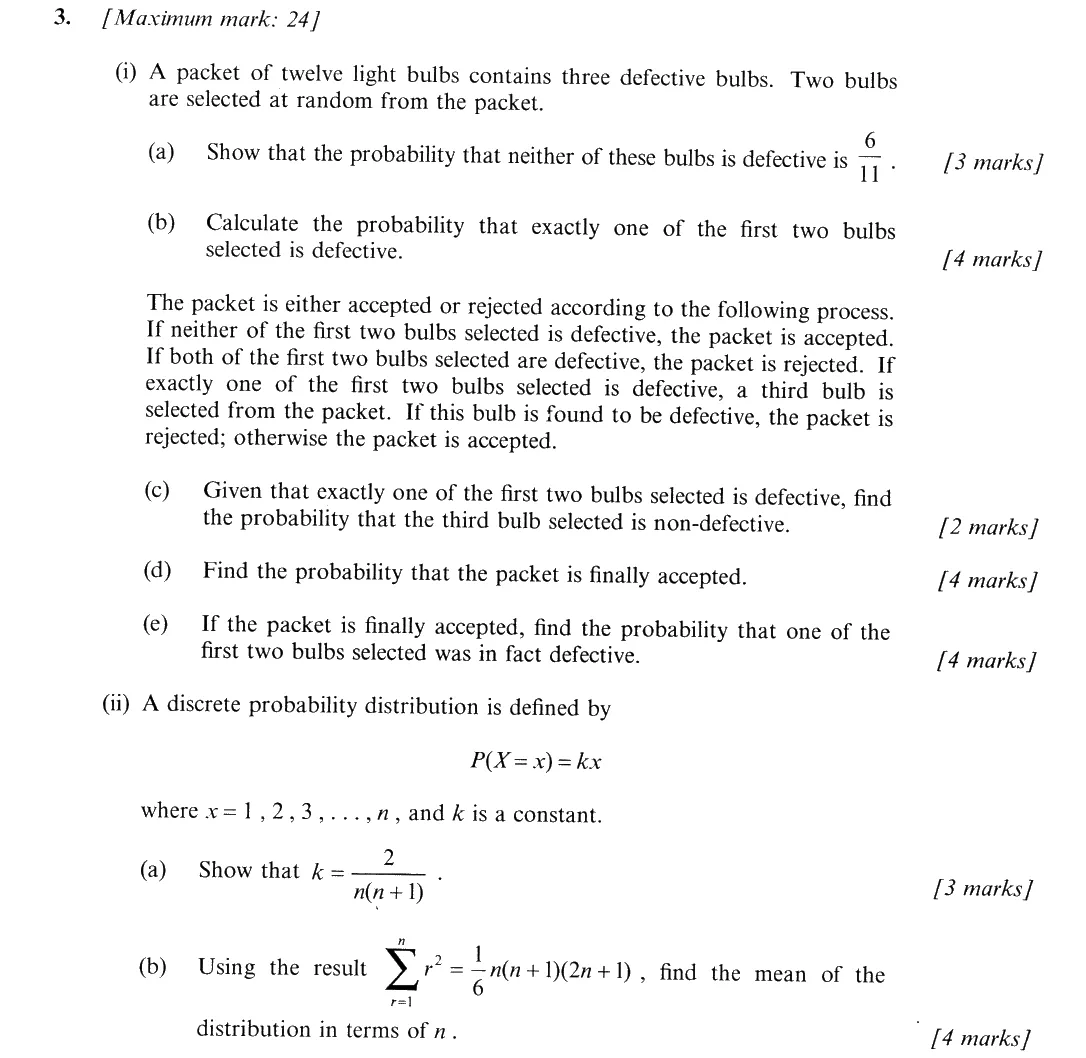 3. [Maximum mark: 24]
(i) A packet of twelve light bulbs contains three defective bulbs. Two bulbs
are selected at random from the packet.
(a) Show that the probability that neither of these bulbs is defective is 6/11 . [3 marks]
(b) Calculate the probability that exactly one of the first two bulbs
selected is defective. [4 marks]
The packet is either accepted or rejected according to the following process.
If neither of the first two bulbs selected is defective, the packet is accepted.
If both of the first two bulbs selected are defective, the packet is rejected. If
exactly one of the first two bulbs selected is defective, a third bulb is
selected from the packet. If this bulb is found to be defective, the packet is
rejected; otherwise the packet is accepted.
(c) Given that exactly one of the first two bulbs selected is defective, find
the probability that the third bulb selected is non-defective. [2 marks]
(d) Find the probability that the packet is finally accepted. [4 marks]
(e) If the packet is finally accepted, find the probability that one of the
first two bulbs selected was in fact defective. [4 marks]
(ii) A discrete probability distribution is defined by
P(X = x) = kx
where x = 1 , 2 , 3 , . . . , n , and k is a constant.
(a) Show that k = 2/(n(n + 1)) . [3 marks]
(b) Using the result ∑_{r=1}^{n} r² = 1/6 n(n + 1)(2n + 1) , find the mean of the
distribution in terms of n . [4 marks]